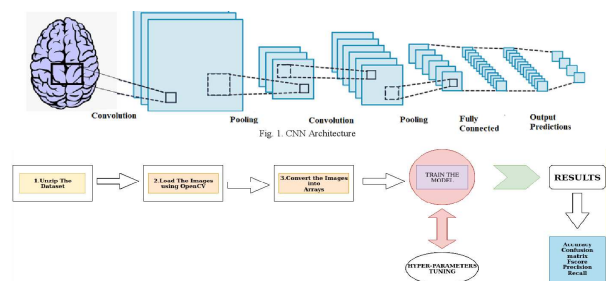 Convolution
Pooling
Convolution
Pooling
Fully
Connected
Output
Predictions
Fig. 1. CNN Architecture
1.Unzip The
Dataset
2.Load The Images
using OpenCV
3.Convert the Images
into
Arrays
TRAIN THE
MODEL
RESULTS
HYPER-PARAMETERS
TUNING
Accuracy
Confusion
matrix
Fscore
Precision
Recall